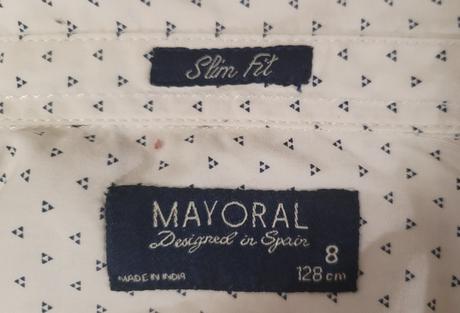 Slim Fit
MAYORAL
Designed in Spain
8
MADE IN INDIA
128 cm